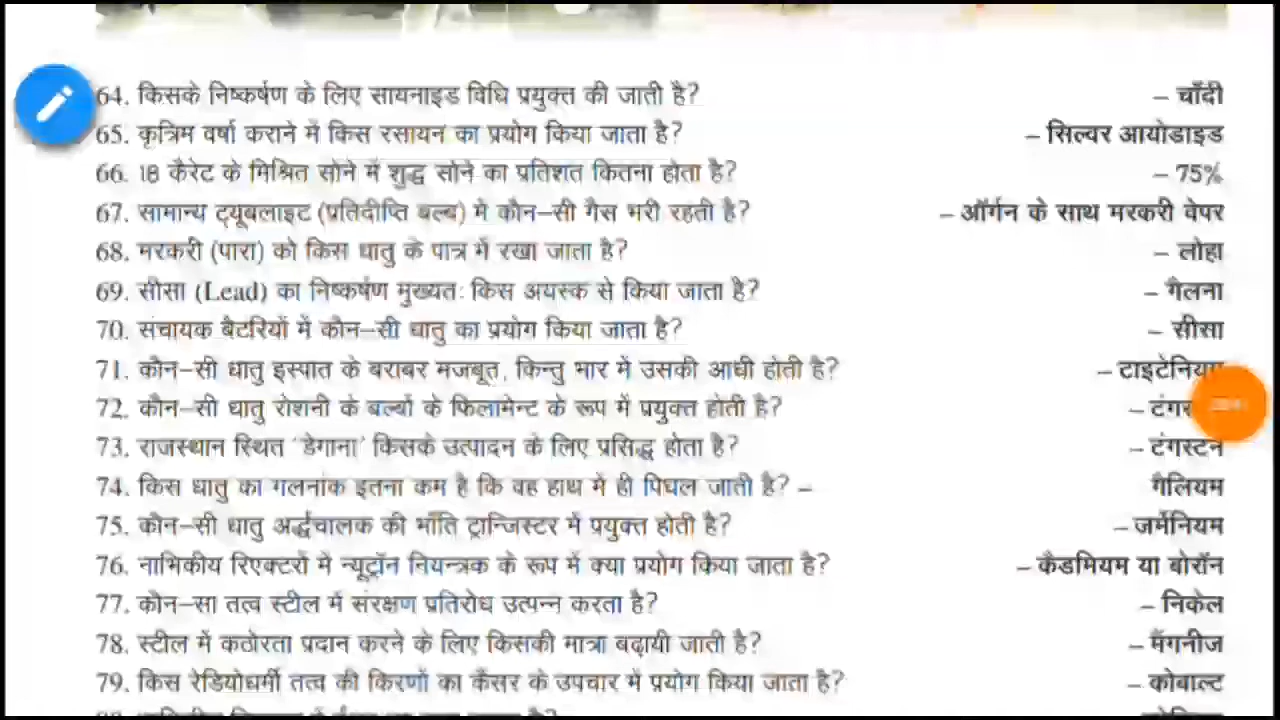 64. किसके निष्कर्षण के लिए सायनाइड विधि प्रयुक्त की जाती है? – चाँदी
65. कृत्रिम वर्षा कराने में किस रसायन का प्रयोग किया जाता है? – सिल्वर आयोडाइड
66. 18 कैरेट के मिश्रित सोने में शुद्ध सोने का प्रतिशत कितना होता है? – 75%
67. सामान्य ट्यूबलाइट (प्रतिदीप्ति बल्ब) में कौन–सी गैस भरी रहती है? – ऑर्गन के साथ मरकरी वेपर
68. मरकरी (पारा) को किस धातु के पात्र में रखा जाता है? – लोहा
69. सीसा (Lead) का निष्कर्षण मुख्यतः किस अयस्क से किया जाता है? – गैलना
70. संचायक बैटरियों में कौन–सी धातु का प्रयोग किया जाता है? – सीसा
71. कौन–सी धातु इस्पात के बराबर मजबूत, किन्तु भार में उसकी आधी होती है? – टाइटेनियम
72. कौन–सी धातु रोशनी के बल्बों के फिलामेन्ट के रूप में प्रयुक्त होती है? –
73. राजस्थान स्थित 'डेगाना' किसके उत्पादन के लिए प्रसिद्ध होता है? – टंगस्टन
74. किस धातु का गलनांक इतना कम है कि वह हाथ में ही पिघल जाती है? – गैलियम
75. कौन–सी धातु अर्द्धचालक की भाँति ट्रान्जिस्टर में प्रयुक्त होती है? – जर्मेनियम
76. नाभिकीय रिएक्टरों में न्यूट्रॉन नियन्त्रक के रूप में क्या प्रयोग किया जाता है? – कैडमियम या बोरॉन
77. कौन–सा तत्व स्टील में संरक्षण प्रतिरोध उत्पन्न करता है? – निकेल
78. स्टील में कठोरता प्रदान करने के लिए किसकी मात्रा बढ़ायी जाती है? – मैंगनीज
79. किस रेडियोधर्मी तत्व की किरणों का कैंसर के उपचार में प्रयोग किया जाता है? – कोबाल्ट